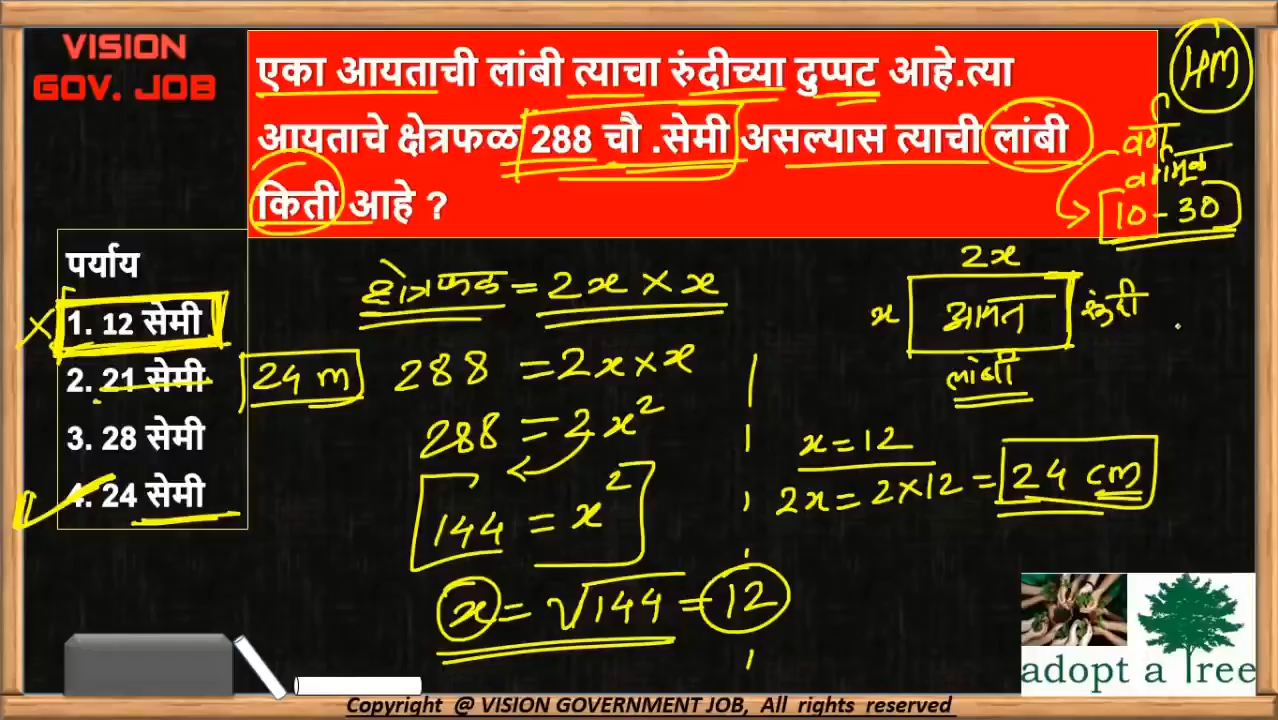 VISION
GOV. JOB
एका आयताची लांबी त्याचा रुंदीच्या दुप्पट आहे.त्या
आयताचे क्षेत्रफळ 288 चौ .सेमी असल्यास त्याची लांबी
किती आहे ?
वर्ग
वर्गमूळ
10-30
पर्याय
1. 12 सेमी
2. 21 सेमी
3. 28 सेमी
4. 24 सेमी
24 m
क्षेत्रफळ = 2x × x
288 = 2x × x
288 = 2x²
144 = x²
x = √144 = 12
2x
x
आयत
रुंदी
लांबी
x = 12
2x = 2×12 = 24 cm
adopt a Tree
Copyright @ VISION GOVERNMENT JOB, All rights reserved